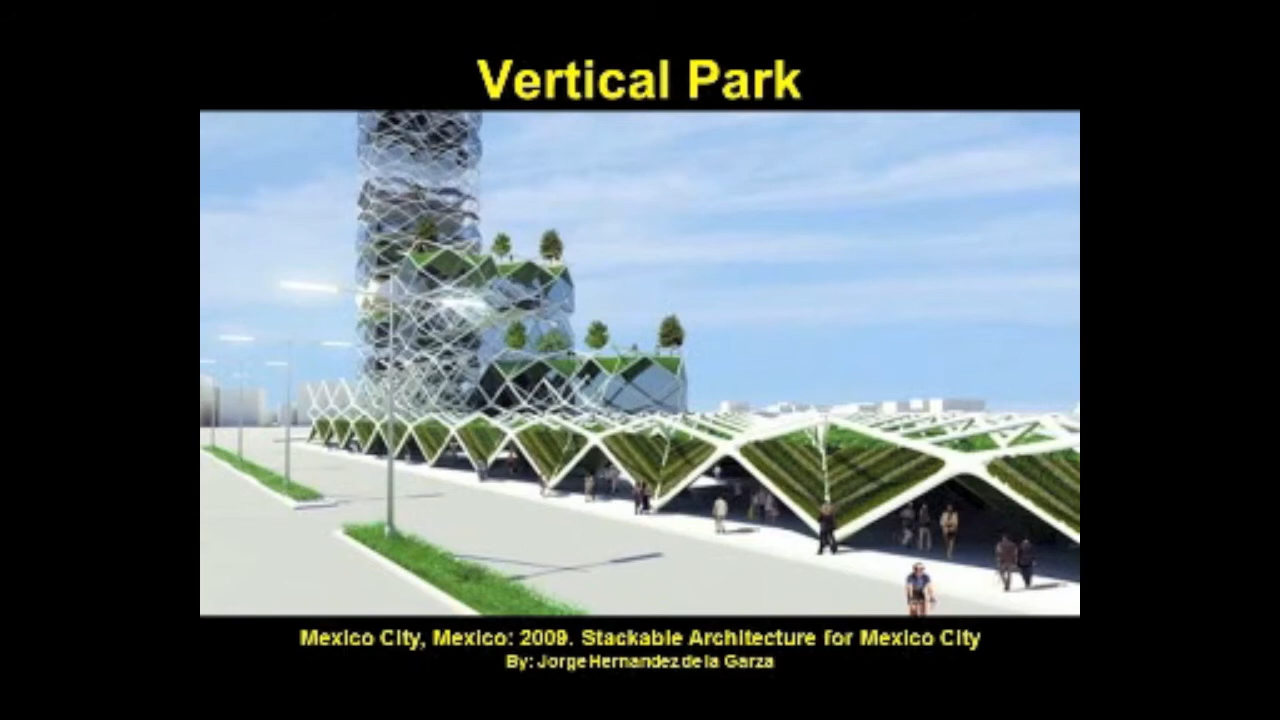 Vertical Park
Mexico City, Mexico: 2009. Stackable Architecture for Mexico City
By: Jorge Hernandez de la Garza